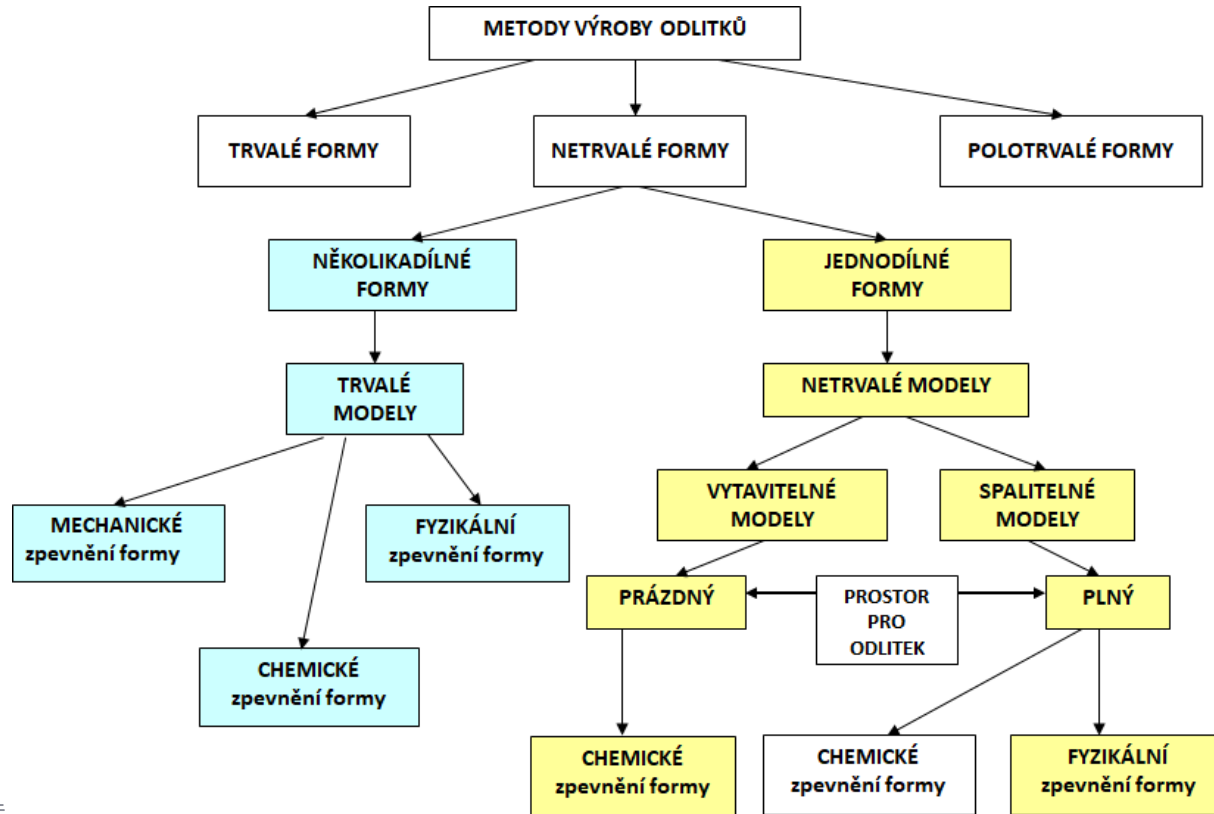 METODY VÝROBY ODLITKŮ
TRVALÉ FORMY
NETRVALÉ FORMY
POLOTRVALÉ FORMY
NĚKOLIKADÍLNÉ
FORMY
JEDNODÍLNÉ
FORMY
TRVALÉ
MODELY
NETRVALÉ MODELY
MECHANICKÉ
zpevnění formy
FYZIKÁLNÍ
zpevnění formy
VYTAVITELNÉ
MODELY
SPALITELNÉ
MODELY
PRÁZDNÝ
PROSTOR
PRO
ODLITEK
PLNÝ
CHEMICKÉ
zpevnění formy
CHEMICKÉ
zpevnění formy
CHEMICKÉ
zpevnění formy
FYZIKÁLNÍ
zpevnění formy